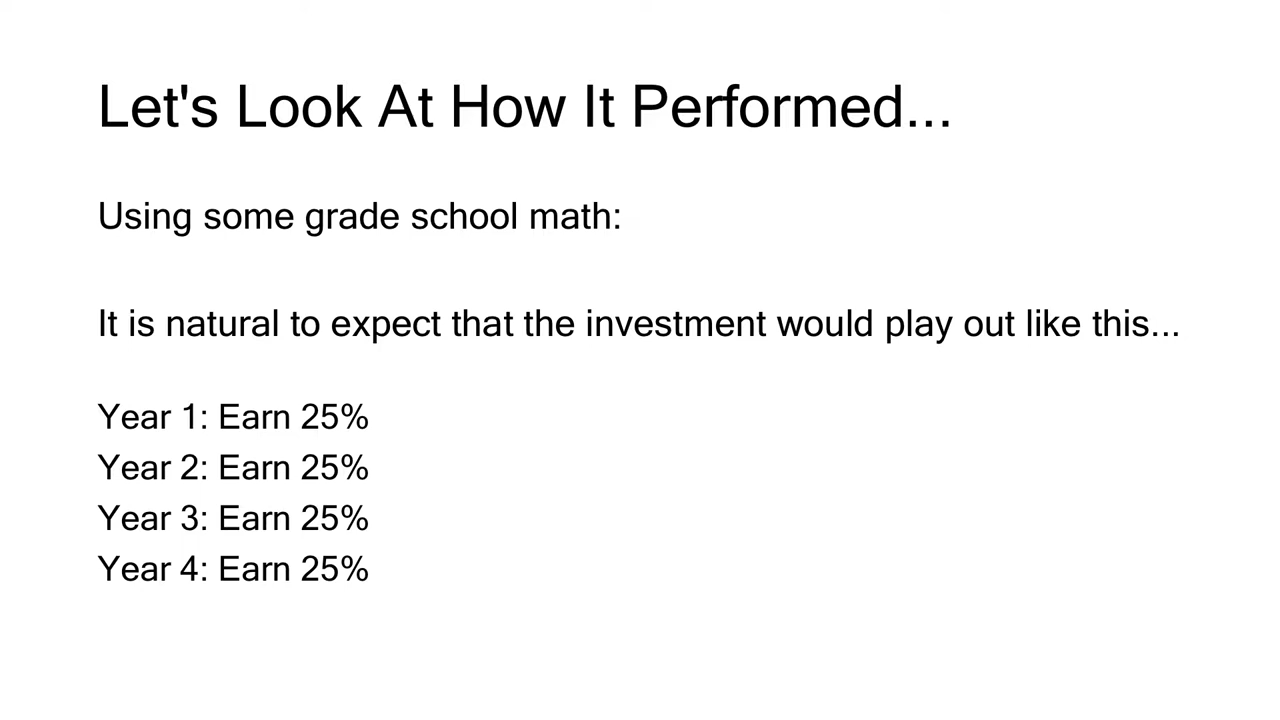 Let's Look At How It Performed...
Using some grade school math:
It is natural to expect that the investment would play out like this...
Year 1: Earn 25%
Year 2: Earn 25%
Year 3: Earn 25%
Year 4: Earn 25%